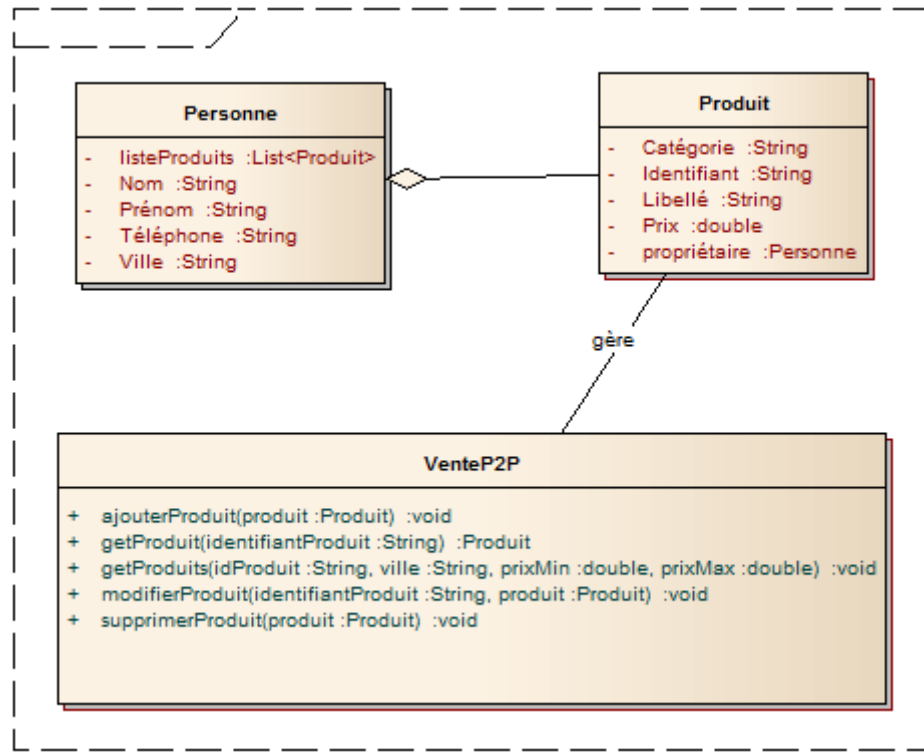 Personne
- listeProduits :List<Produit>
- Nom :String
- Prénom :String
- Téléphone :String
- Ville :String
Produit
- Catégorie :String
- Identifiant :String
- Libellé :String
- Prix :double
- propriétaire :Personne
gère
VenteP2P
+ ajouterProduit(produit :Produit) :void
+ getProduit(identifiantProduit :String) :Produit
+ getProduits(idProduit :String, ville :String, prixMin :double, prixMax :double) :void
+ modifierProduit(identifiantProduit :String, produit :Produit) :void
+ supprimerProduit(produit :Produit) :void